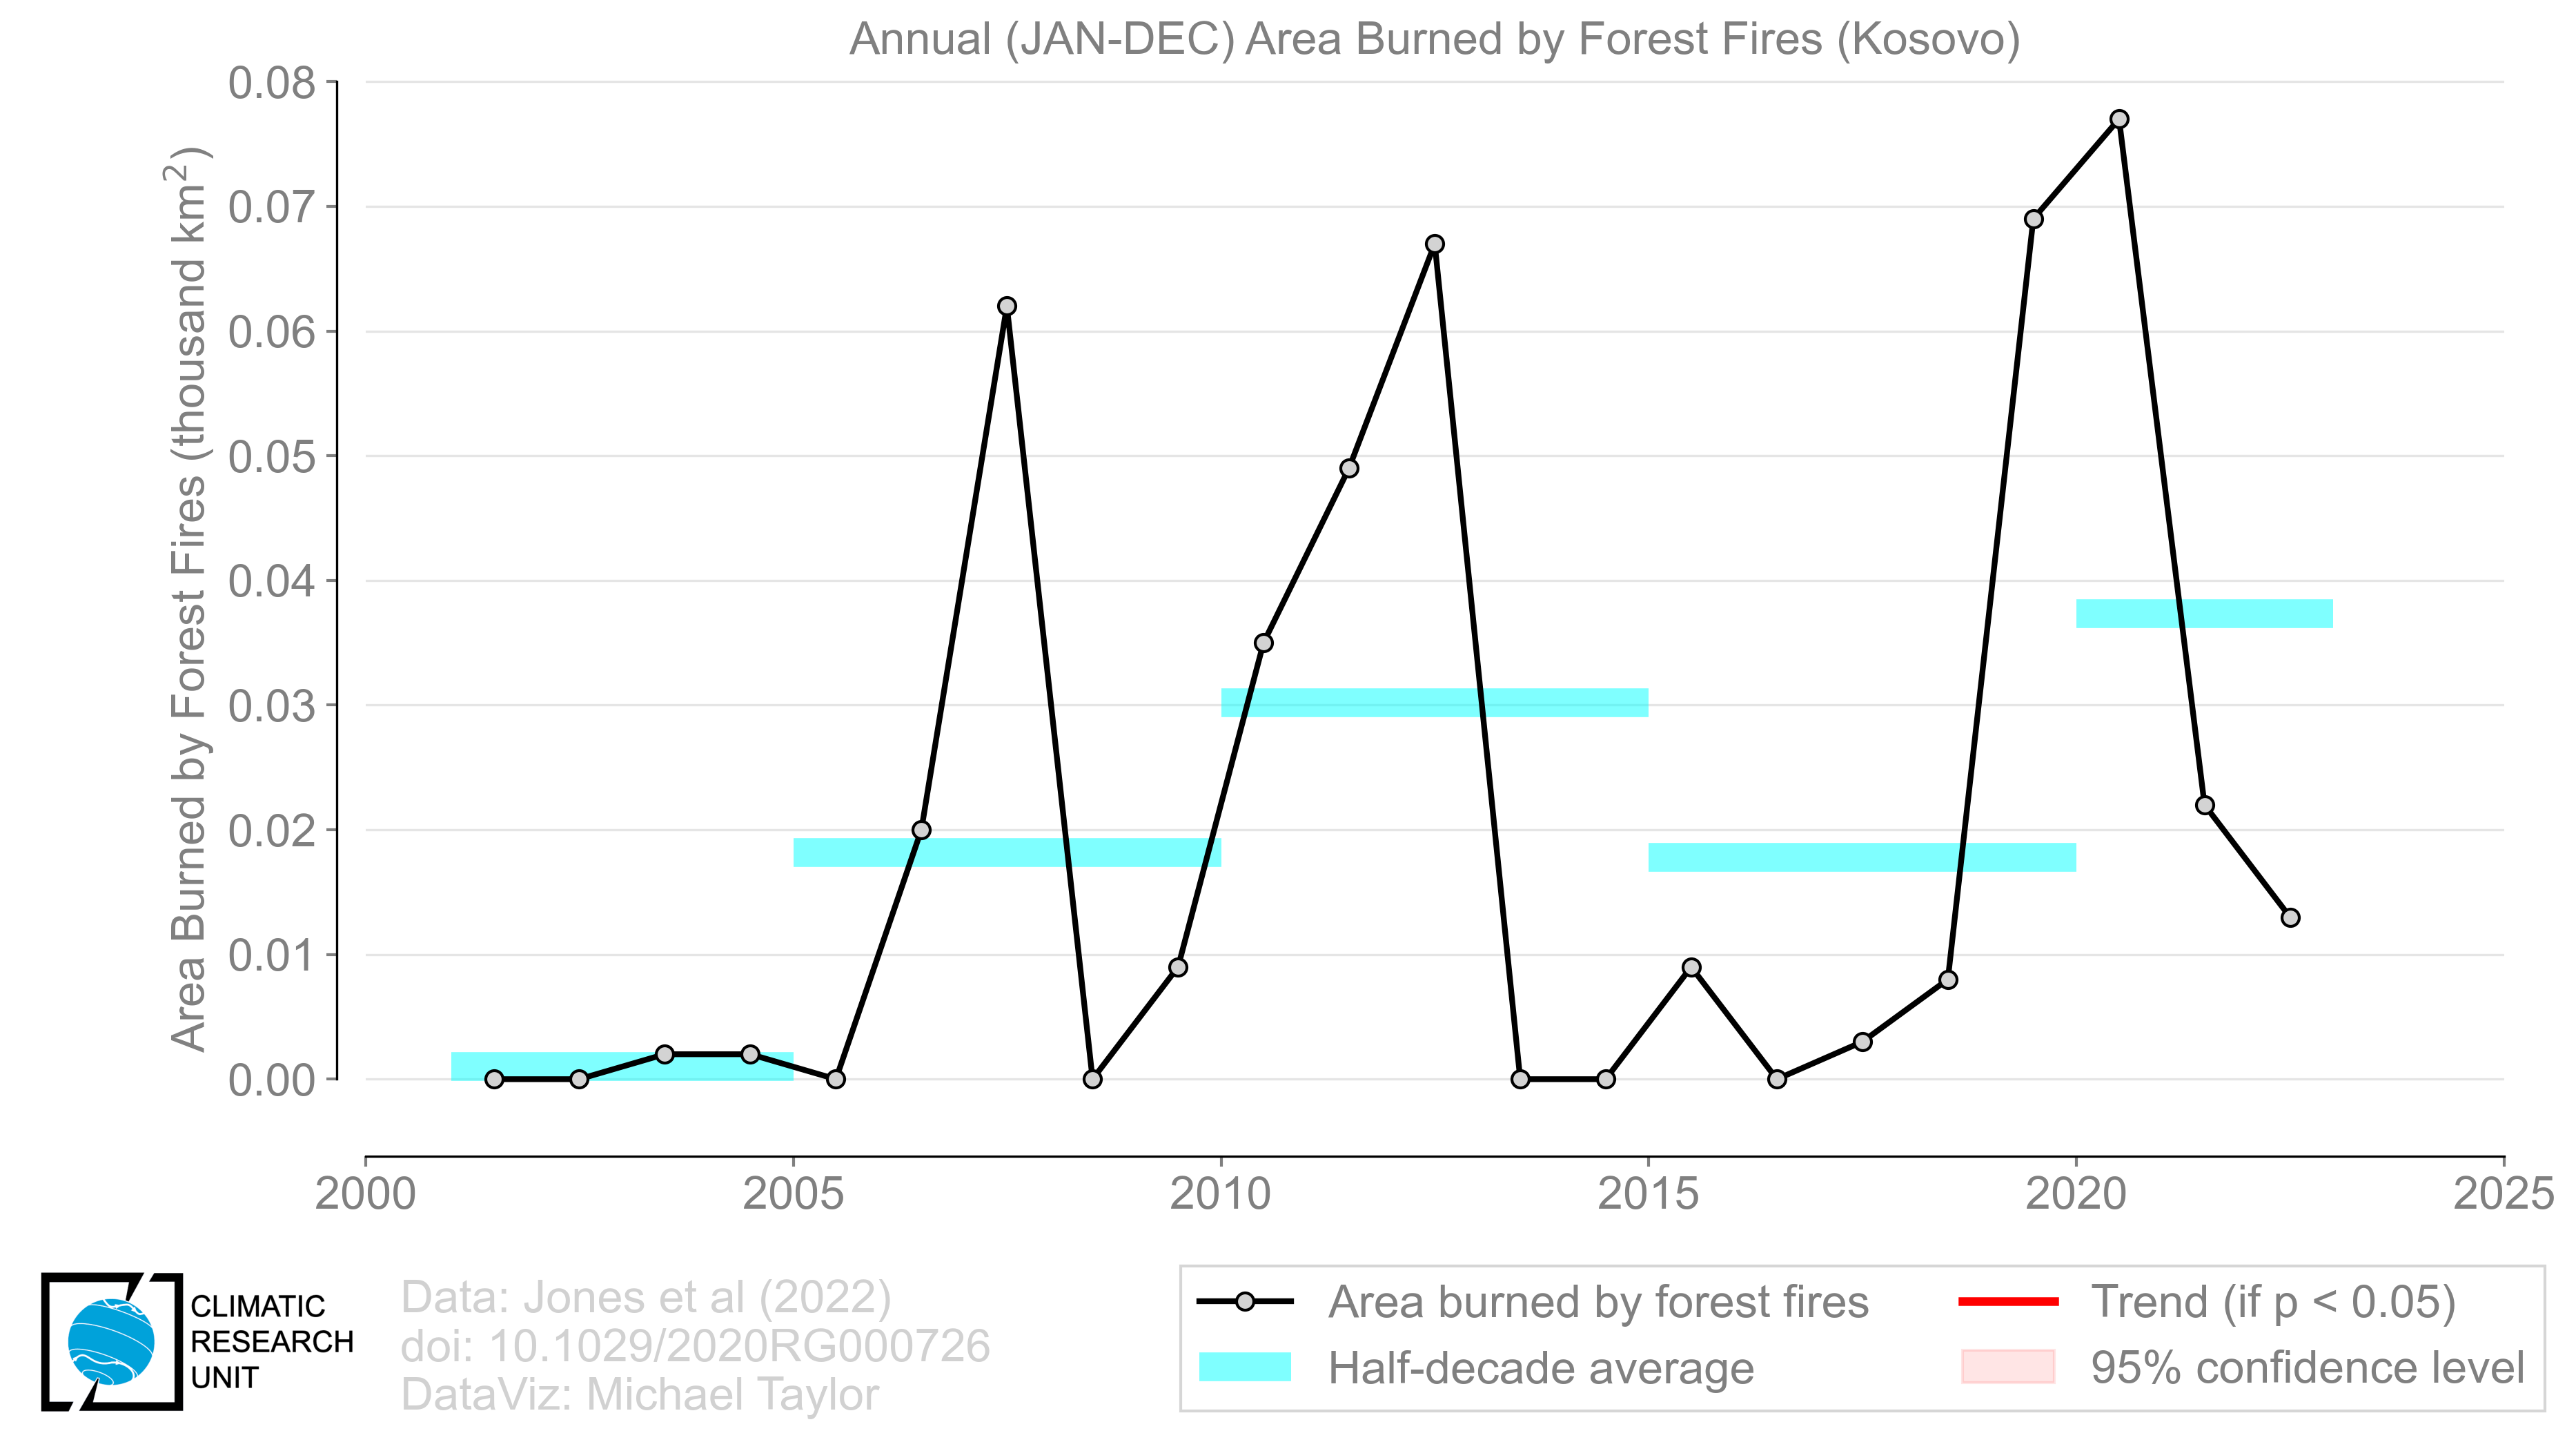 Annual (JAN-DEC) Area Burned by Forest Fires (Kosovo)
Area Burned by Forest Fires (thousand km²)
0.08
0.07
0.06
0.05
0.04
0.03
0.02
0.01
0.00
2000 2005 2010 2015 2020 2025
CLIMATIC
RESEARCH
UNIT
Data: Jones et al (2022)
doi: 10.1029/2020RG000726
DataViz: Michael Taylor
Area burned by forest fires
Half-decade average
Trend (if p < 0.05)
95% confidence level